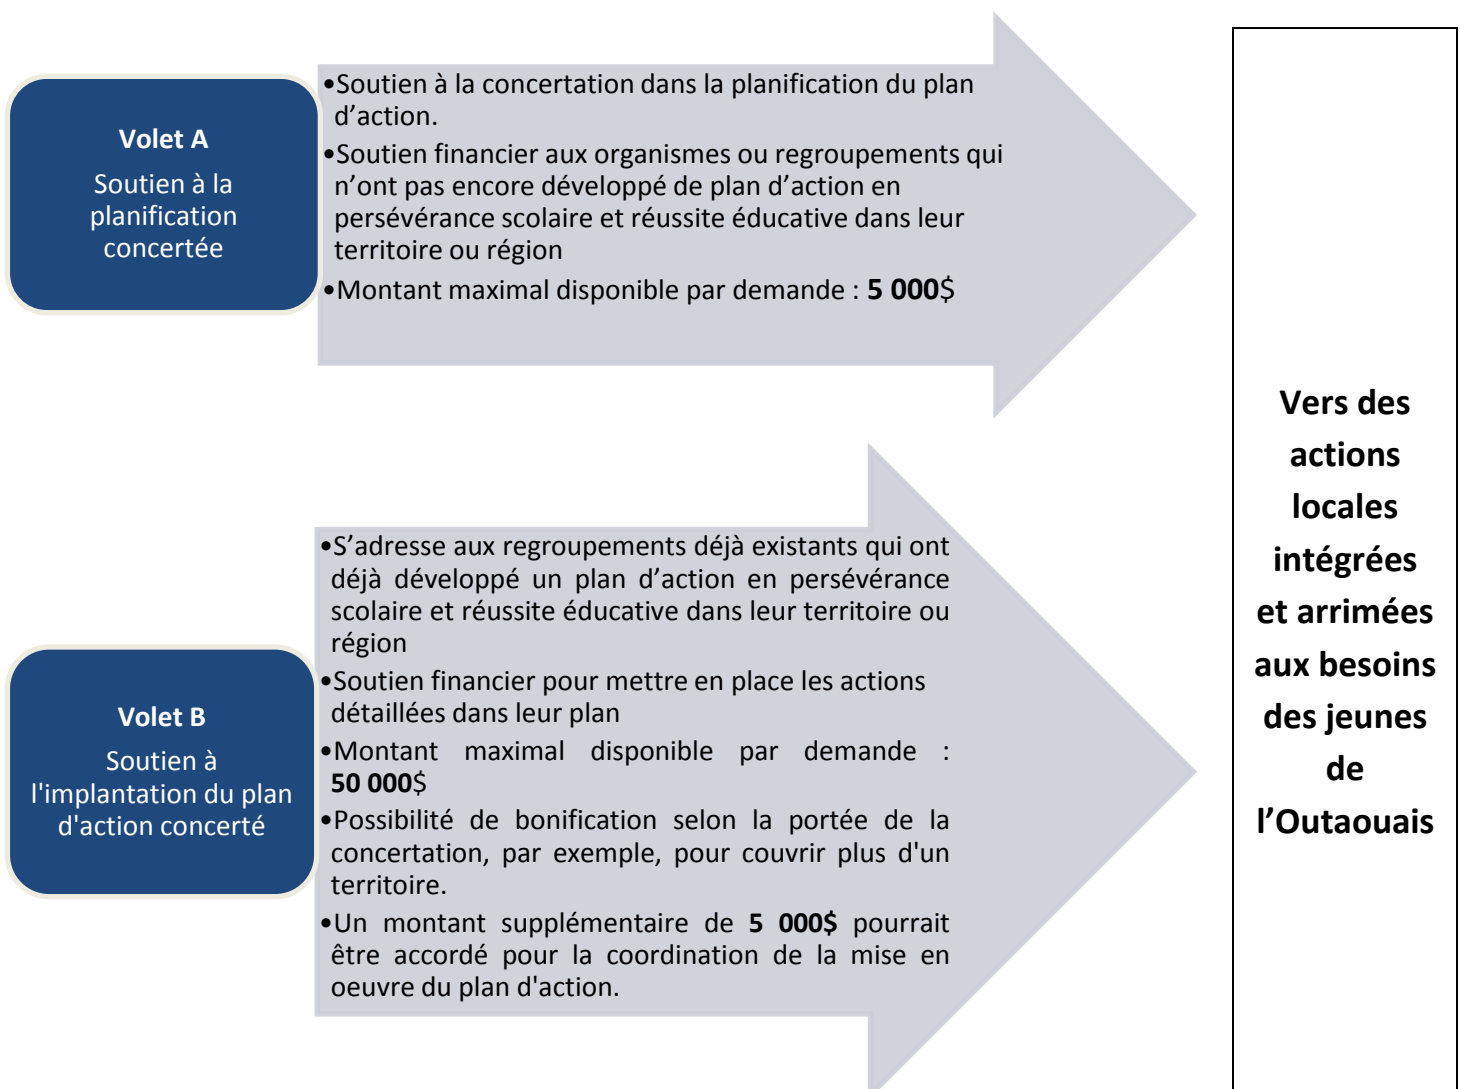 Volet A
Soutien à la
planification
concertée
•Soutien à la concertation dans la planification du plan
d’action.
•Soutien financier aux organismes ou regroupements qui
n’ont pas encore développé de plan d’action en
persévérance scolaire et réussite éducative dans leur
territoire ou région
•Montant maximal disponible par demande : 5 000$
Volet B
Soutien à
l'implantation du plan
d'action concerté
•S’adresse aux regroupements déjà existants qui ont
déjà développé un plan d’action en persévérance
scolaire et réussite éducative dans leur territoire ou
région
•Soutien financier pour mettre en place les actions
détaillées dans leur plan
•Montant maximal disponible par demande :
50 000$
•Possibilité de bonification selon la portée de la
concertation, par exemple, pour couvrir plus d'un
territoire.
•Un montant supplémentaire de 5 000$ pourrait
être accordé pour la coordination de la mise en
oeuvre du plan d'action.
Vers des
actions
locales
intégrées
et arrimées
aux besoins
des jeunes
de
l’Outaouais